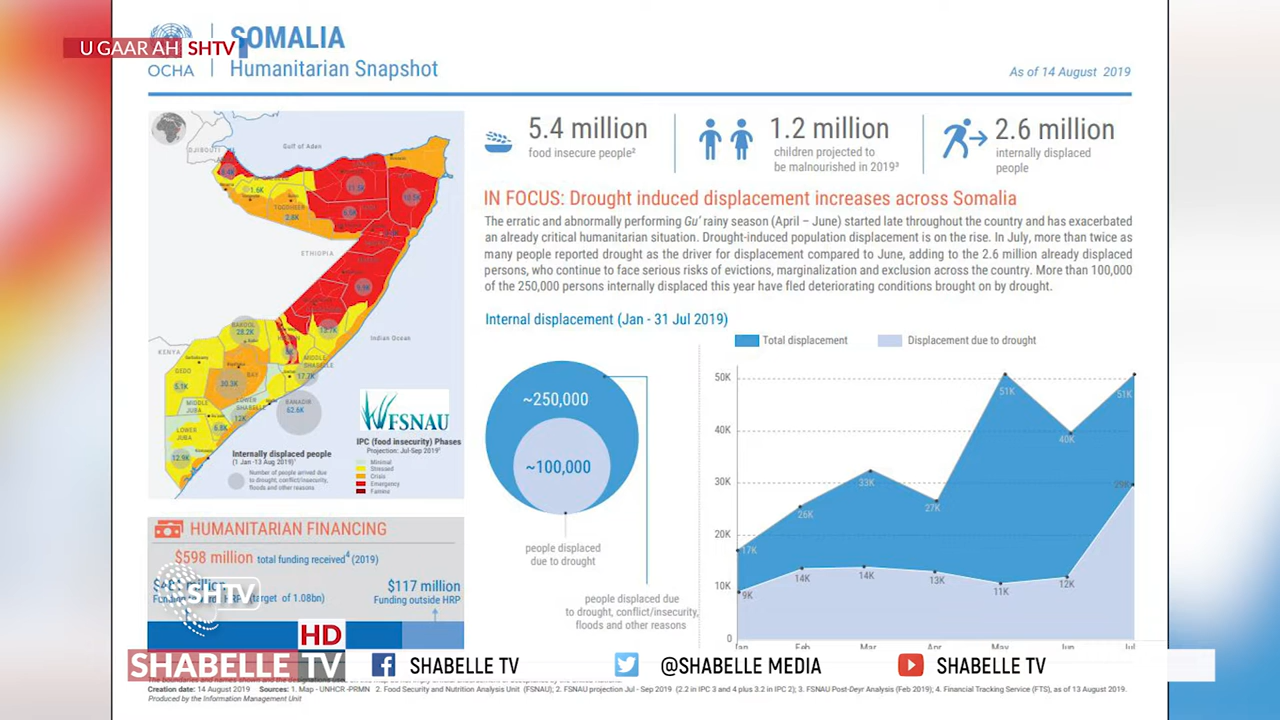 U GAAR AH SHTV
SOMALIA
OCHA
Humanitarian Snapshot
As of 14 August 2019
5.4 million
food insecure people²
1.2 million
children projected to
be malnourished in 2019³
2.6 million
internally displaced
people
IN FOCUS: Drought induced displacement increases across Somalia
The erratic and abnormally performing Gu' rainy season (April – June) started late throughout the country and has exacerbated
an already critical humanitarian situation. Drought-induced population displacement is on the rise. In July, more than twice as
many people reported drought as the driver for displacement compared to June, adding to the 2.6 million already displaced
persons, who continue to face serious risks of evictions, marginalization and exclusion across the country. More than 100,000
of the 250,000 persons internally displaced this year have fled deteriorating conditions brought on by drought.
DJIBOUTI
Gulf of Aden
1.6K
2.8K
ETHIOPIA
BAKOOL
28.2K
Indian Ocean
KENYA
GEDO
5.1K
BAY
30.3K
MIDDLE
SHABELLE
17.7K
LOWER
SHABELLE
12K
BANADIR
62.6K
MIDDLE
JUBA
6.8K
LOWER
JUBA
12.9K
FSNAU
IPC (food insecurity) Phases
Projection: Jul-Sep 2019²
Minimal
Stressed
Crisis
Emergency
Famine
Internally displaced people
(1 Jan -13 Aug 2019)¹
Number of people arrived due
to drought, conflict/insecurity,
floods and other reasons
Internal displacement (Jan - 31 Jul 2019)
~250,000
~100,000
people displaced
due to drought
people displaced due
to drought, conflict/insecurity,
floods and other reasons
Total displacement
Displacement due to drought
50K
40K
30K
20K
10K
0
17K
26K
33K
27K
51K
40K
51K
9K
14K
14K
13K
11K
12K
29K
Jan
Feb
Mar
Apr
May
Jun
Jul
HUMANITARIAN FINANCING
$598 million total funding received⁴ (2019)
$117 million
Funding outside HRP
(target of 1.08bn)
SHTV
HD
SHABELLE TV
SHABELLE TV
@SHABELLE MEDIA
SHABELLE TV
Creation date: 14 August 2019 Sources: 1. Map - UNHCR -PRMN 2. Food Security and Nutrition Analysis Unit (FSNAU); 2. FSNAU projection Jul - Sep 2019 (2.2 in IPC 3 and 4 plus 3.2 in IPC 2); 3. FSNAU Post-Deyr Analysis (Feb 2019); 4. Financial Tracking Service (FTS), as of 13 August 2019.
Produced by the Information Management Unit